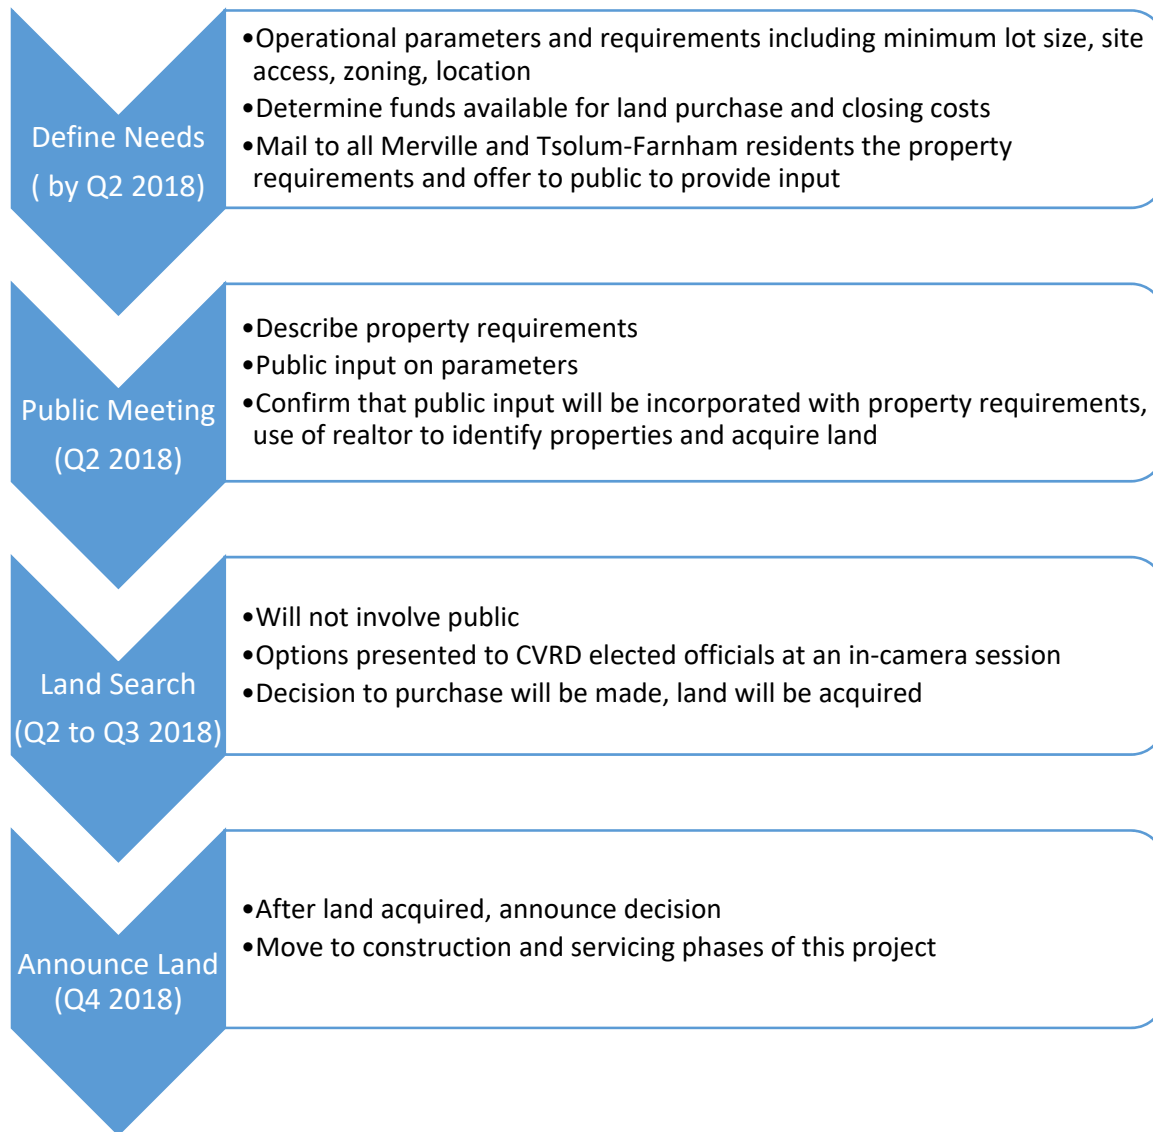 Define Needs
( by Q2 2018)
•Operational parameters and requirements including minimum lot size, site
access, zoning, location
•Determine funds available for land purchase and closing costs
•Mail to all Merville and Tsolum-Farnham residents the property
requirements and offer to public to provide input
Public Meeting
(Q2 2018)
•Describe property requirements
•Public input on parameters
•Confirm that public input will be incorporated with property requirements,
use of realtor to identify properties and acquire land
Land Search
(Q2 to Q3 2018)
•Will not involve public
•Options presented to CVRD elected officials at an in-camera session
•Decision to purchase will be made, land will be acquired
Announce Land
(Q4 2018)
•After land acquired, announce decision
•Move to construction and servicing phases of this project